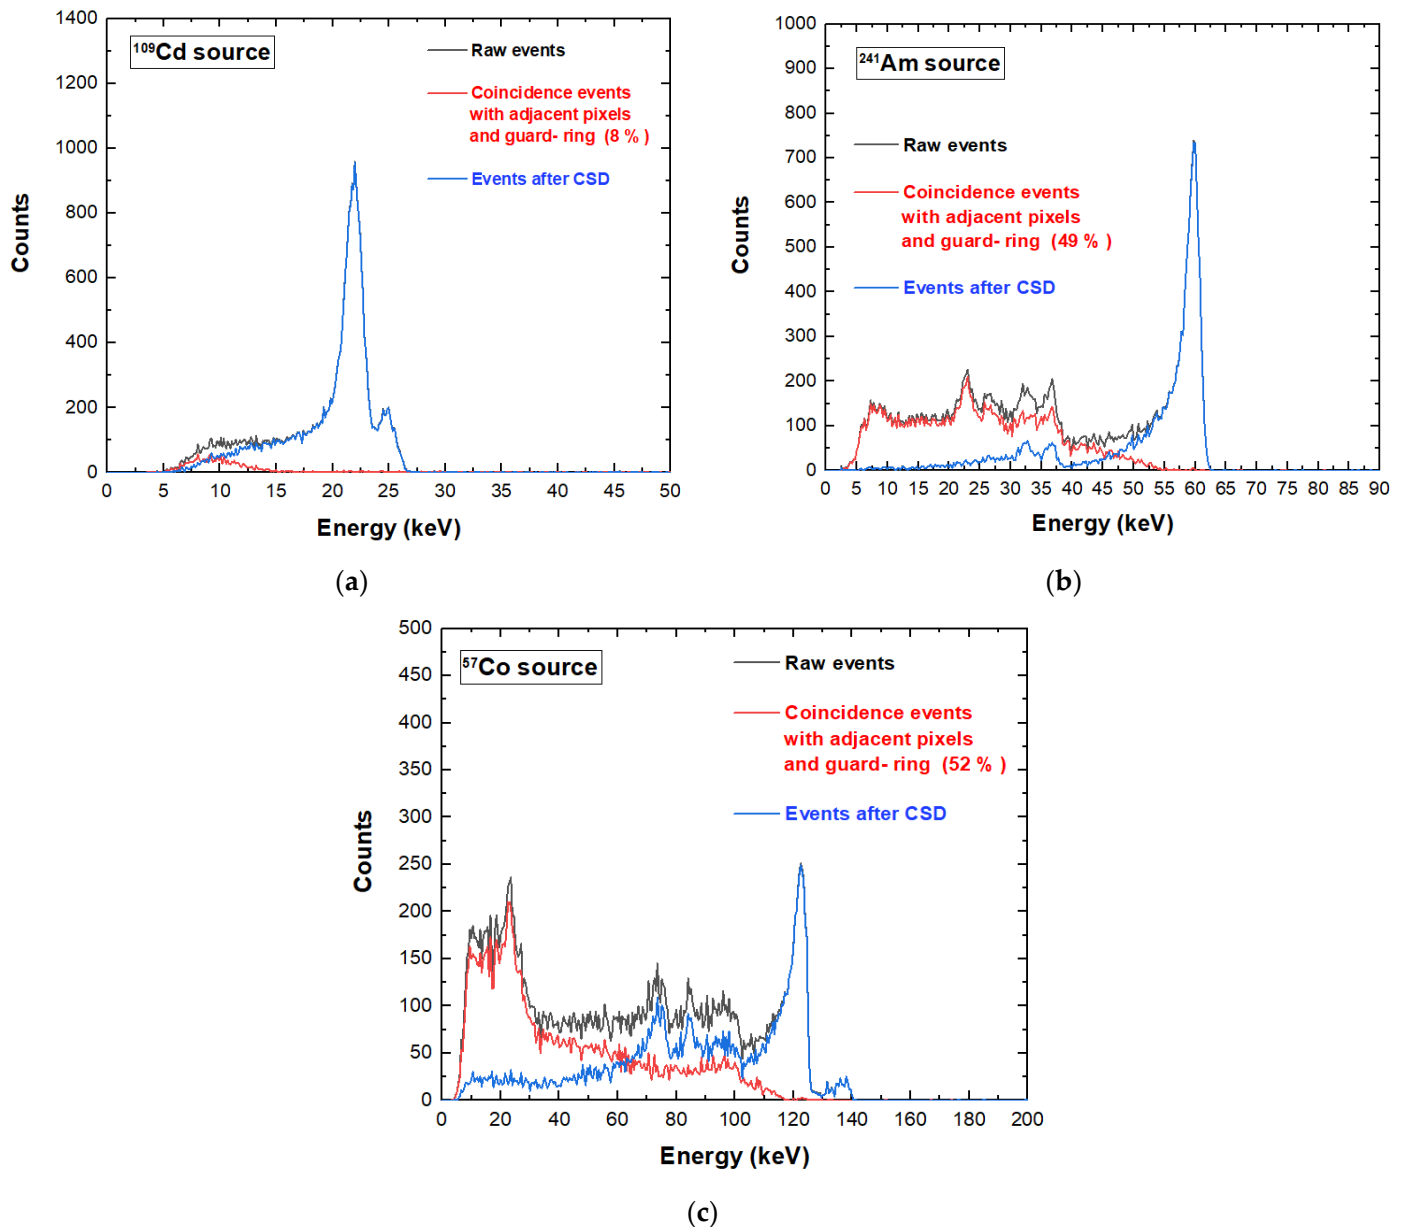 109Cd source
Raw events
Coincidence events
with adjacent pixels
and guard- ring (8 % )
Events after CSD
Counts
1400
1200
1000
800
600
400
200
0
0 5 10 15 20 25 30 35 40 45 50
Energy (keV)
(a)
241Am source
Raw events
Coincidence events
with adjacent pixels
and guard- ring (49 % )
Events after CSD
Counts
1000
900
800
700
600
500
400
300
200
100
0
0 5 10 15 20 25 30 35 40 45 50 55 60 65 70 75 80 85 90
Energy (keV)
(b)
57Co source
Raw events
Coincidence events
with adjacent pixels
and guard- ring (52 % )
Events after CSD
Counts
500
450
400
350
300
250
200
150
100
50
0
0 20 40 60 80 100 120 140 160 180 200
Energy (keV)
(c)